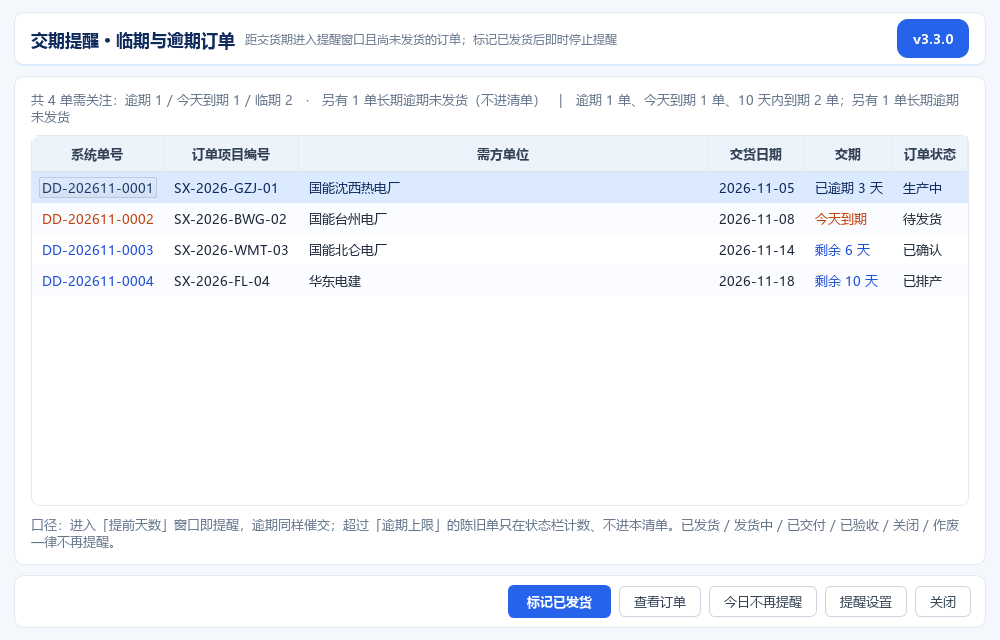 交期提醒 · 临期与逾期订单 距交货期进入提醒窗口且尚未发货的订单；标记已发货后即时停止提醒 v3.3.0
共 4 单需关注：逾期 1 / 今天到期 1 / 临期 2 · 另有 1 单长期逾期未发货（不进清单） | 逾期 1 单、今天到期 1 单、10 天内到期 2 单；另有 1 单长期逾期
未发货
系统单号 订单项目编号 需方单位 交货日期 交期 订单状态
DD-202611-0001 SX-2026-GZJ-01 国能沈西热电厂 2026-11-05 已逾期 3 天 生产中
DD-202611-0002 SX-2026-BWG-02 国能台州电厂 2026-11-08 今天到期 待发货
DD-202611-0003 SX-2026-WMT-03 国能北仑电厂 2026-11-14 剩余 6 天 已确认
DD-202611-0004 SX-2026-FL-04 华东电建 2026-11-18 剩余 10 天 已排产
口径：进入「提前天数」窗口即提醒，逾期同样催交；超过「逾期上限」的陈旧单只在状态栏计数、不进本清单。已发货 / 发货中 / 已交付 / 已验收 / 关闭 / 作废
一律不再提醒。
标记已发货 查看订单 今日不再提醒 提醒设置 关闭